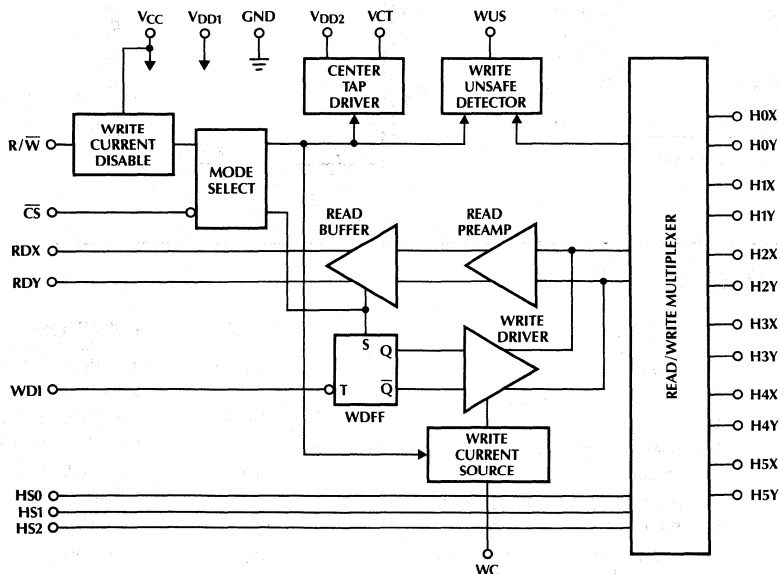 VCC VDD1 GND VDD2 VCT WUS
CENTER
TAP
DRIVER
WRITE
UNSAFE
DETECTOR
R/W̅
WRITE
CURRENT
DISABLE
MODE
SELECT
C̅S̅
RDX
RDY
READ
BUFFER
READ
PREAMP
WRITE
DRIVER
S
Q
T
Q̅
WDFF
WDI
WRITE
CURRENT
SOURCE
HS0
HS1
HS2
WC
READ/WRITE MULTIPLEXER
H0X
H0Y
H1X
H1Y
H2X
H2Y
H3X
H3Y
H4X
H4Y
H5X
H5Y